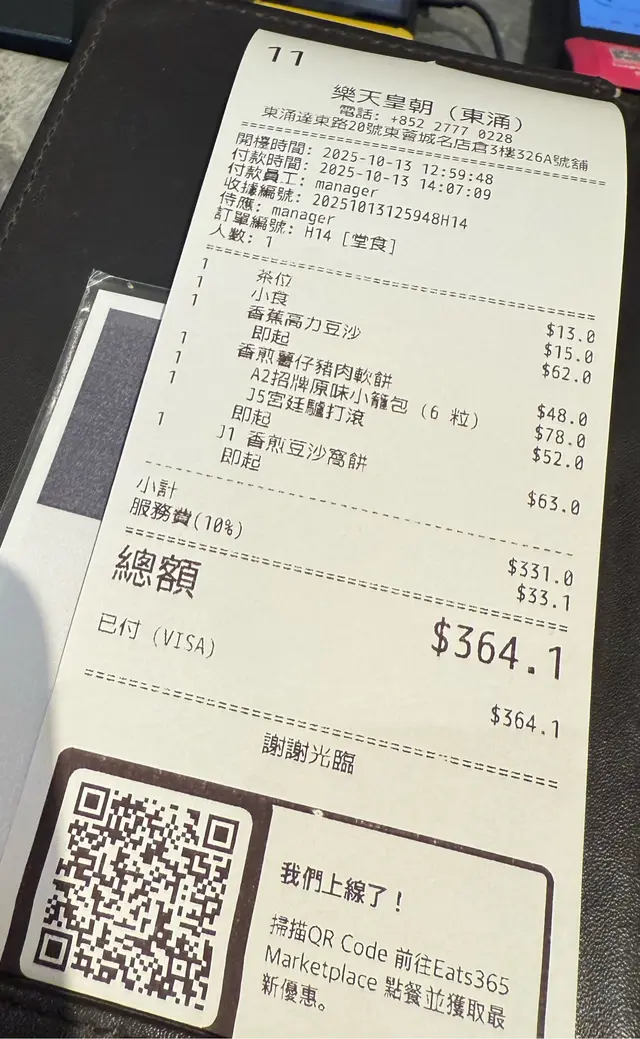 11
樂天皇朝 (東涌)
電話: +852 2777 0228
東涌達東路20號東薈城名店倉3樓326A號舖
開檯時間: 2025-10-13 12:59:48
付款時間: 2025-10-13 14:07:09
付款員工: manager
收據編號: 20251013125948H14
侍應: manager
訂單編號: H14 [堂食]
人數: 1
1 茶位 $13.0
1 小食 $15.0
1 香蕉高力豆沙 $62.0
即起
1 香煎薯仔豬肉軟餅 $48.0
1 A2招牌原味小籠包 (6 粒) $78.0
1 J5宮廷驢打滾 $52.0
即起
1 J1 香煎豆沙窩餅 $63.0
即起
小計 $331.0
服務費(10%) $33.1
總額 $364.1
已付 (VISA) $364.1
謝謝光臨
我們上線了！
掃描QR Code 前往Eats365
Marketplace 點餐並獲取最
新優惠。